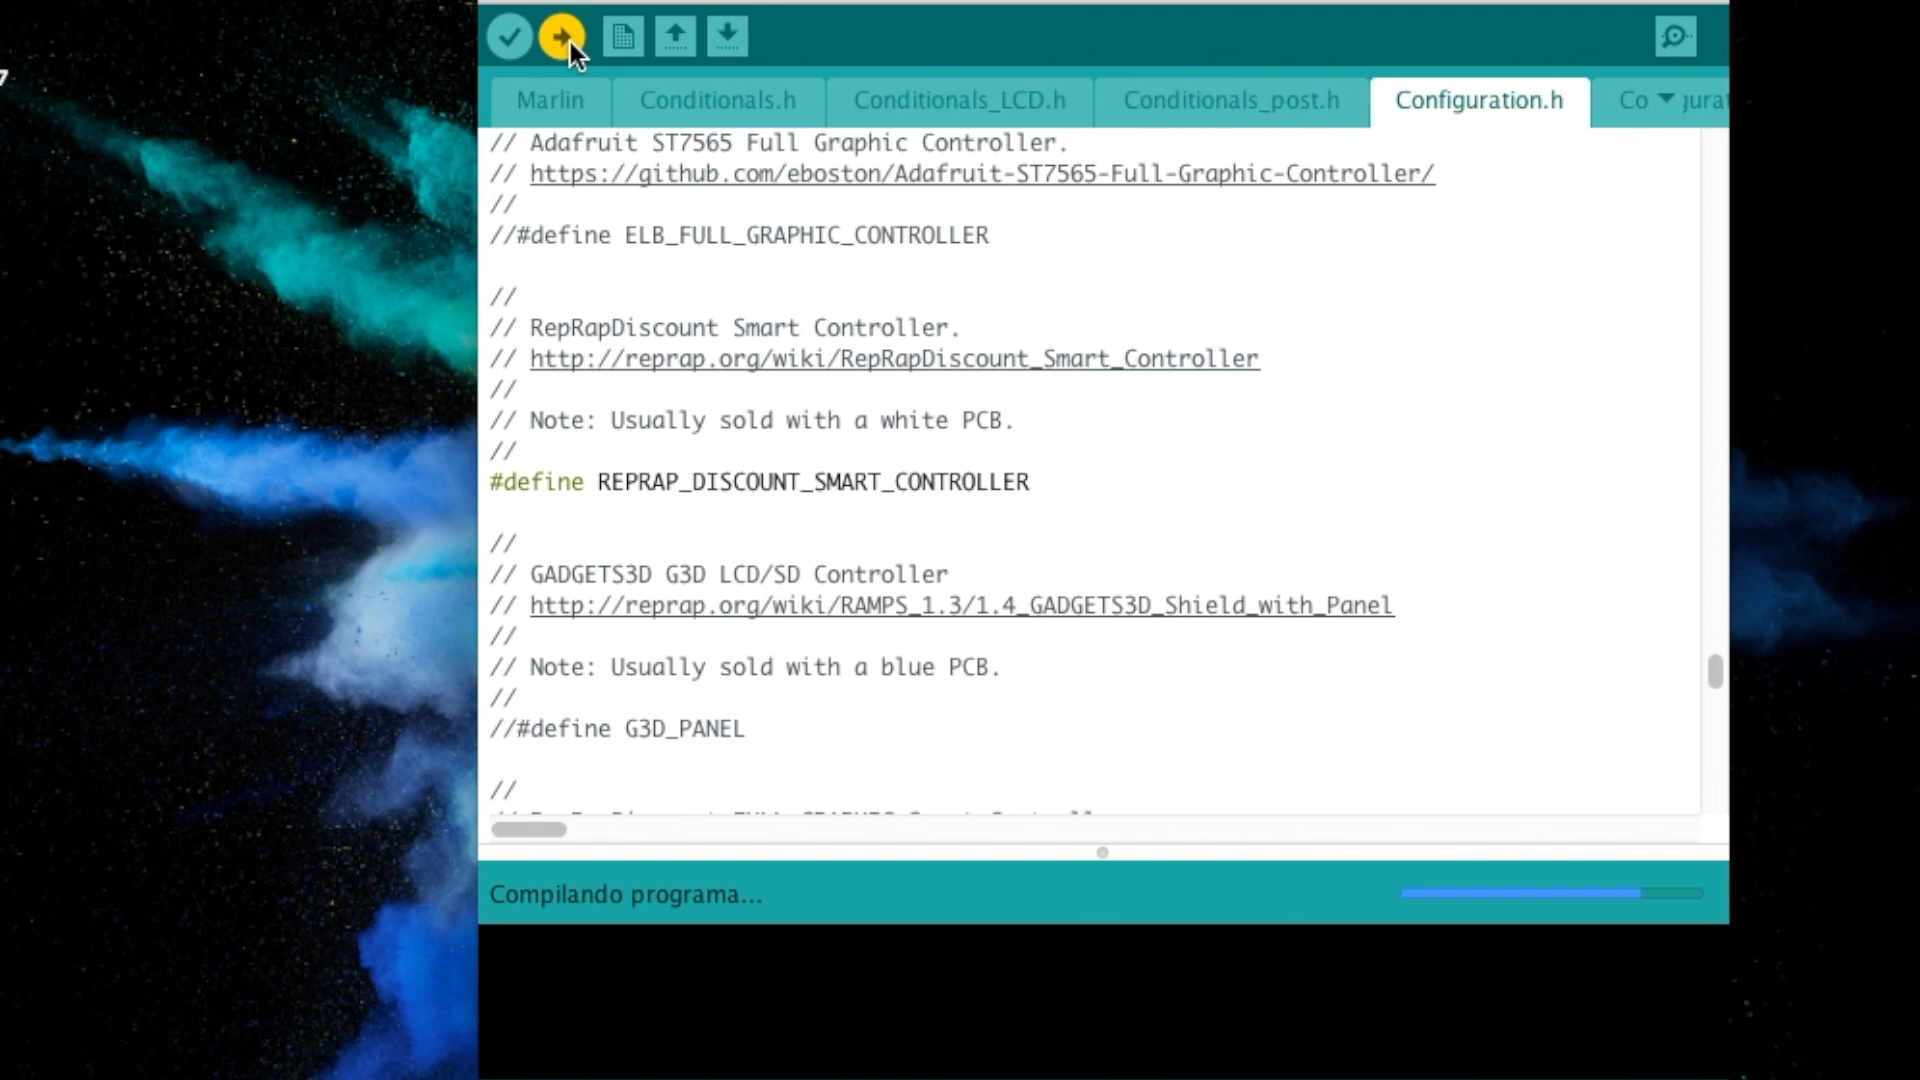 7
Marlin
Conditionals.h
Conditionals_LCD.h
Conditionals_post.h
Configuration.h
Co
gurat
// Adafruit ST7565 Full Graphic Controller.
// https://github.com/eboston/Adafruit-ST7565-Full-Graphic-Controller/
//
//#define ELB_FULL_GRAPHIC_CONTROLLER
//
// RepRapDiscount Smart Controller.
// http://reprap.org/wiki/RepRapDiscount_Smart_Controller
//
// Note: Usually sold with a white PCB.
//
#define REPRAP_DISCOUNT_SMART_CONTROLLER
//
// GADGETS3D G3D LCD/SD Controller
// http://reprap.org/wiki/RAMPS_1.3/1.4_GADGETS3D_Shield_with_Panel
//
// Note: Usually sold with a blue PCB.
//
//#define G3D_PANEL
//
Compilando programa...